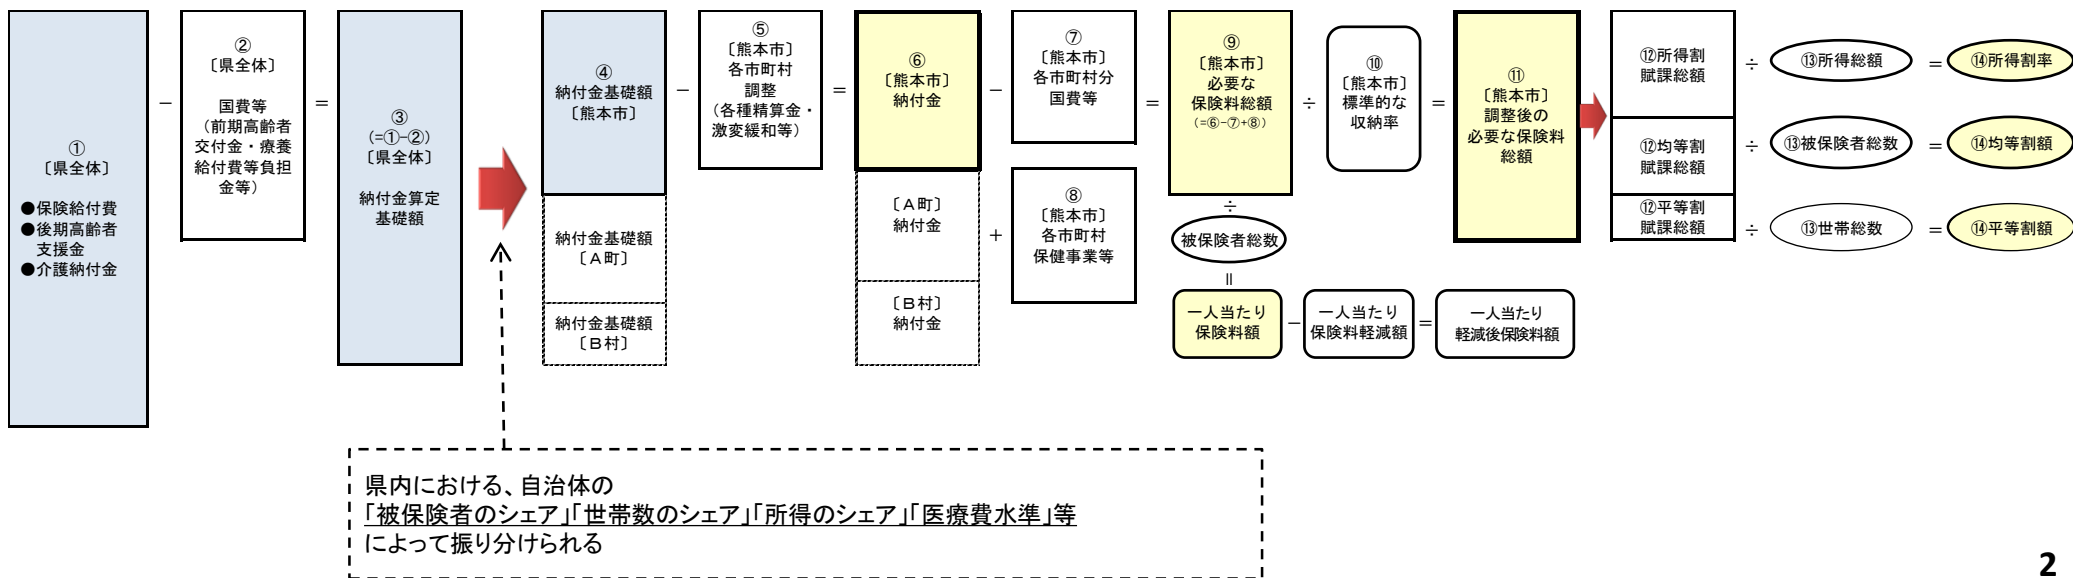 ①
〔県全体〕
●保険給付費
●後期高齢者
支援金
●介護納付金
−
②
〔県全体〕
国費等
（前期高齢者
交付金・療養
給付費等負担
金等）
=
③
(=①-②)
〔県全体〕
納付金算定
基礎額
④
納付金基礎額
〔熊本市〕
納付金基礎額
〔A町〕
納付金基礎額
〔B村〕
−
⑤
〔熊本市〕
各市町村
調整
（各種精算金・
激変緩和等）
=
⑥
〔熊本市〕
納付金
〔A町〕
納付金
〔B村〕
納付金
−
⑦
〔熊本市〕
各市町村分
国費等
+
⑧
〔熊本市〕
各市町村
保健事業等
=
⑨
〔熊本市〕
必要な
保険料総額
(=⑥-⑦+⑧)
÷
被保険者総数
=
一人当たり
保険料額
−
一人当たり
保険料軽減額
=
一人当たり
軽減後保険料額
÷
⑩
〔熊本市〕
標準的な
収納率
=
⑪
〔熊本市〕
調整後の
必要な保険料
総額
⑫所得割
賦課総額
÷
⑬所得総額
=
⑭所得割率
⑫均等割
賦課総額
÷
⑬被保険者総数
=
⑭均等割額
⑫平等割
賦課総額
÷
⑬世帯総数
=
⑭平等割額
県内における、自治体の
「被保険者のシェア」「世帯数のシェア」「所得のシェア」「医療費水準」等
によって振り分けられる
2